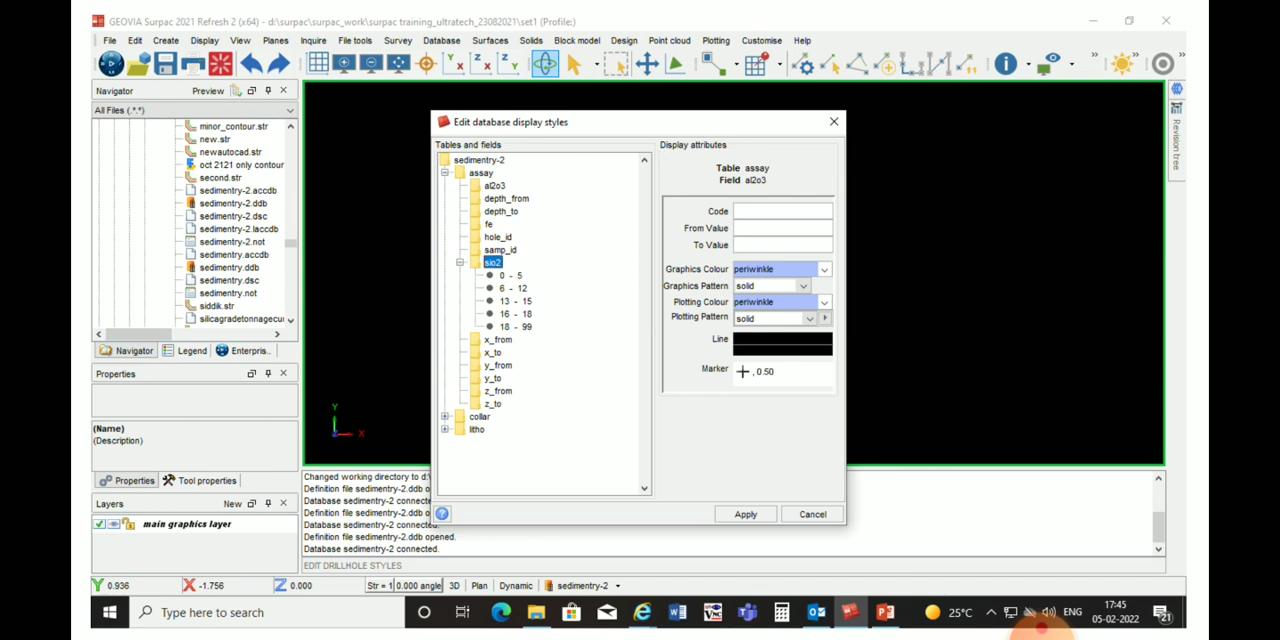 GEOVIA Surpac 2021 Refresh 2 (x64) - d:\surpac\surpac_work\surpac training_ultratech_23082021\set1 (Profile:)
File Edit Create Display View Planes Inquire File tools Survey Database Surfaces Solids Block model Design Point cloud Plotting Customise Help
Navigator Preview
All Files (*.*)
minor_contour.str
new.str
newautocad.str
oct 2121 only contour
second.str
sedimentry-2.accdb
sedimentry-2.ddb
sedimentry-2.dsc
sedimentry-2.laccdb
sedimentry-2.not
sedimentry.accdb
sedimentry.ddb
sedimentry.dsc
sedimentry.not
siddik.str
silicagradetonnagecu
Navigator Legend Enterpris..
Properties
(Name)
(Description)
Properties Tool properties
Layers New
main graphics layer
Y
X
Edit database display styles
Tables and fields
sedimentry-2
assay
al2o3
depth_from
depth_to
fe
hole_id
samp_id
sio2
0 - 5
6 - 12
13 - 15
16 - 18
18 - 99
x_from
x_to
y_from
y_to
z_from
z_to
collar
litho
Display attributes
Table assay
Field al2o3
Code
From Value
To Value
Graphics Colour periwinkle
Graphics Pattern solid
Plotting Colour periwinkle
Plotting Pattern solid
Line
Marker , 0.50
Apply Cancel
Revision tree
Changed working directory to d:\
Definition file sedimentry-2.ddb o
Database sedimentry-2 connected
Definition file sedimentry-2.ddb o
Database sedimentry-2 connected.
Definition file sedimentry-2.ddb opened.
Database sedimentry-2 connected.
EDIT DRILLHOLE STYLES
Y 0.936 X -1.756 Z 0.000 Str = 1 0.000 angle 3D Plan Dynamic sedimentry-2
Type here to search
25°C ENG
17:45
05-02-2022
21